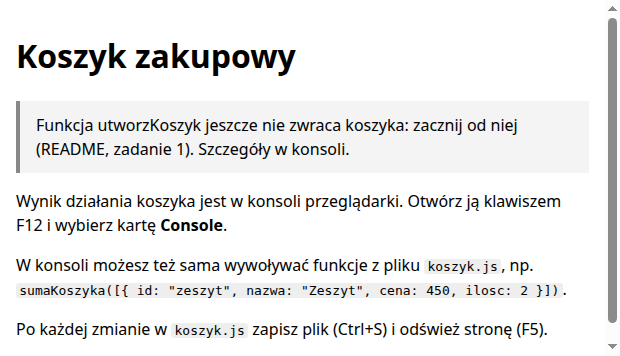 Koszyk zakupowy
Funkcja utworzKoszyk jeszcze nie zwraca koszyka: zacznij od niej
(README, zadanie 1). Szczegóły w konsoli.
Wynik działania koszyka jest w konsoli przeglądarki. Otwórz ją klawiszem
F12 i wybierz kartę Console.
W konsoli możesz też sama wywoływać funkcje z pliku koszyk.js, np.
sumaKoszyka([{ id: "zeszyt", nazwa: "Zeszyt", cena: 450, ilosc: 2 }]).
Po każdej zmianie w koszyk.js zapisz plik (Ctrl+S) i odśwież stronę (F5).